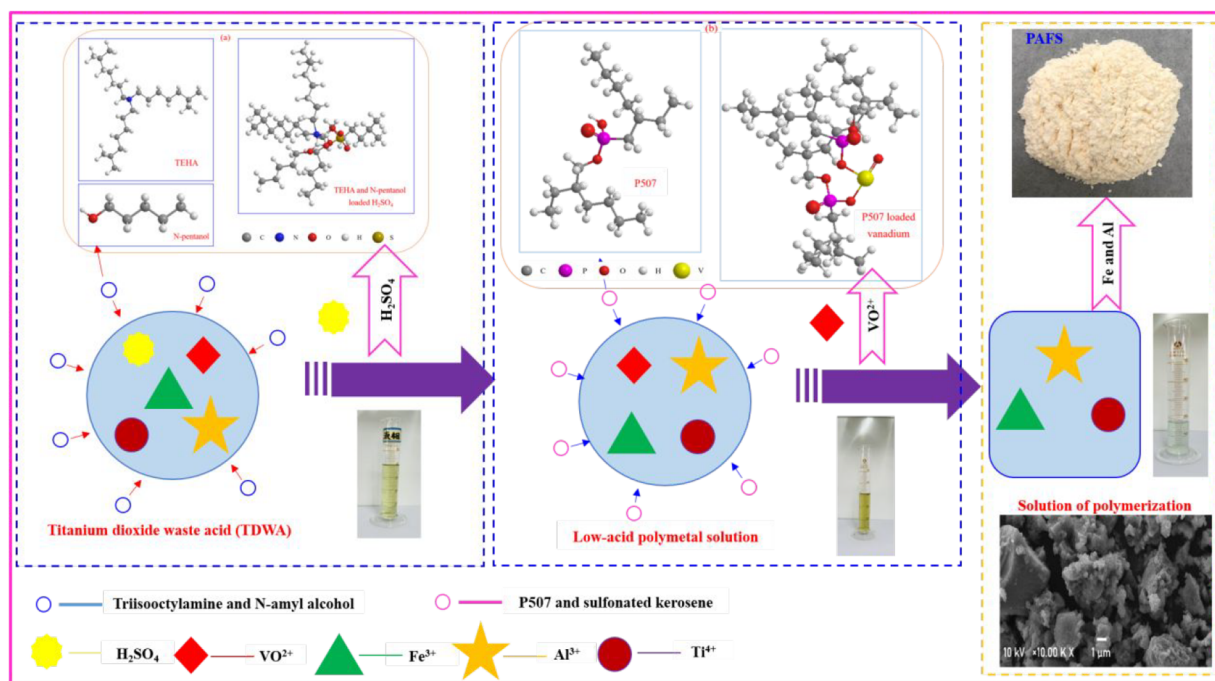 (a)
TEHA
N-pentanol
TEHA and N-pentanol
loaded H₂SO₄
C N O H S
H₂SO₄
Titanium dioxide waste acid (TDWA)
(b)
P507
P507 loaded
vanadium
C P O H V
VO²⁺
Low-acid polymetal solution
PAFS
Fe and Al
Solution of polymerization
10 kV ×10.00 K X 1 μm
Triisooctylamine and N-amyl alcohol
P507 and sulfonated kerosene
H₂SO₄
VO²⁺
Fe³⁺
Al³⁺
Ti⁴⁺